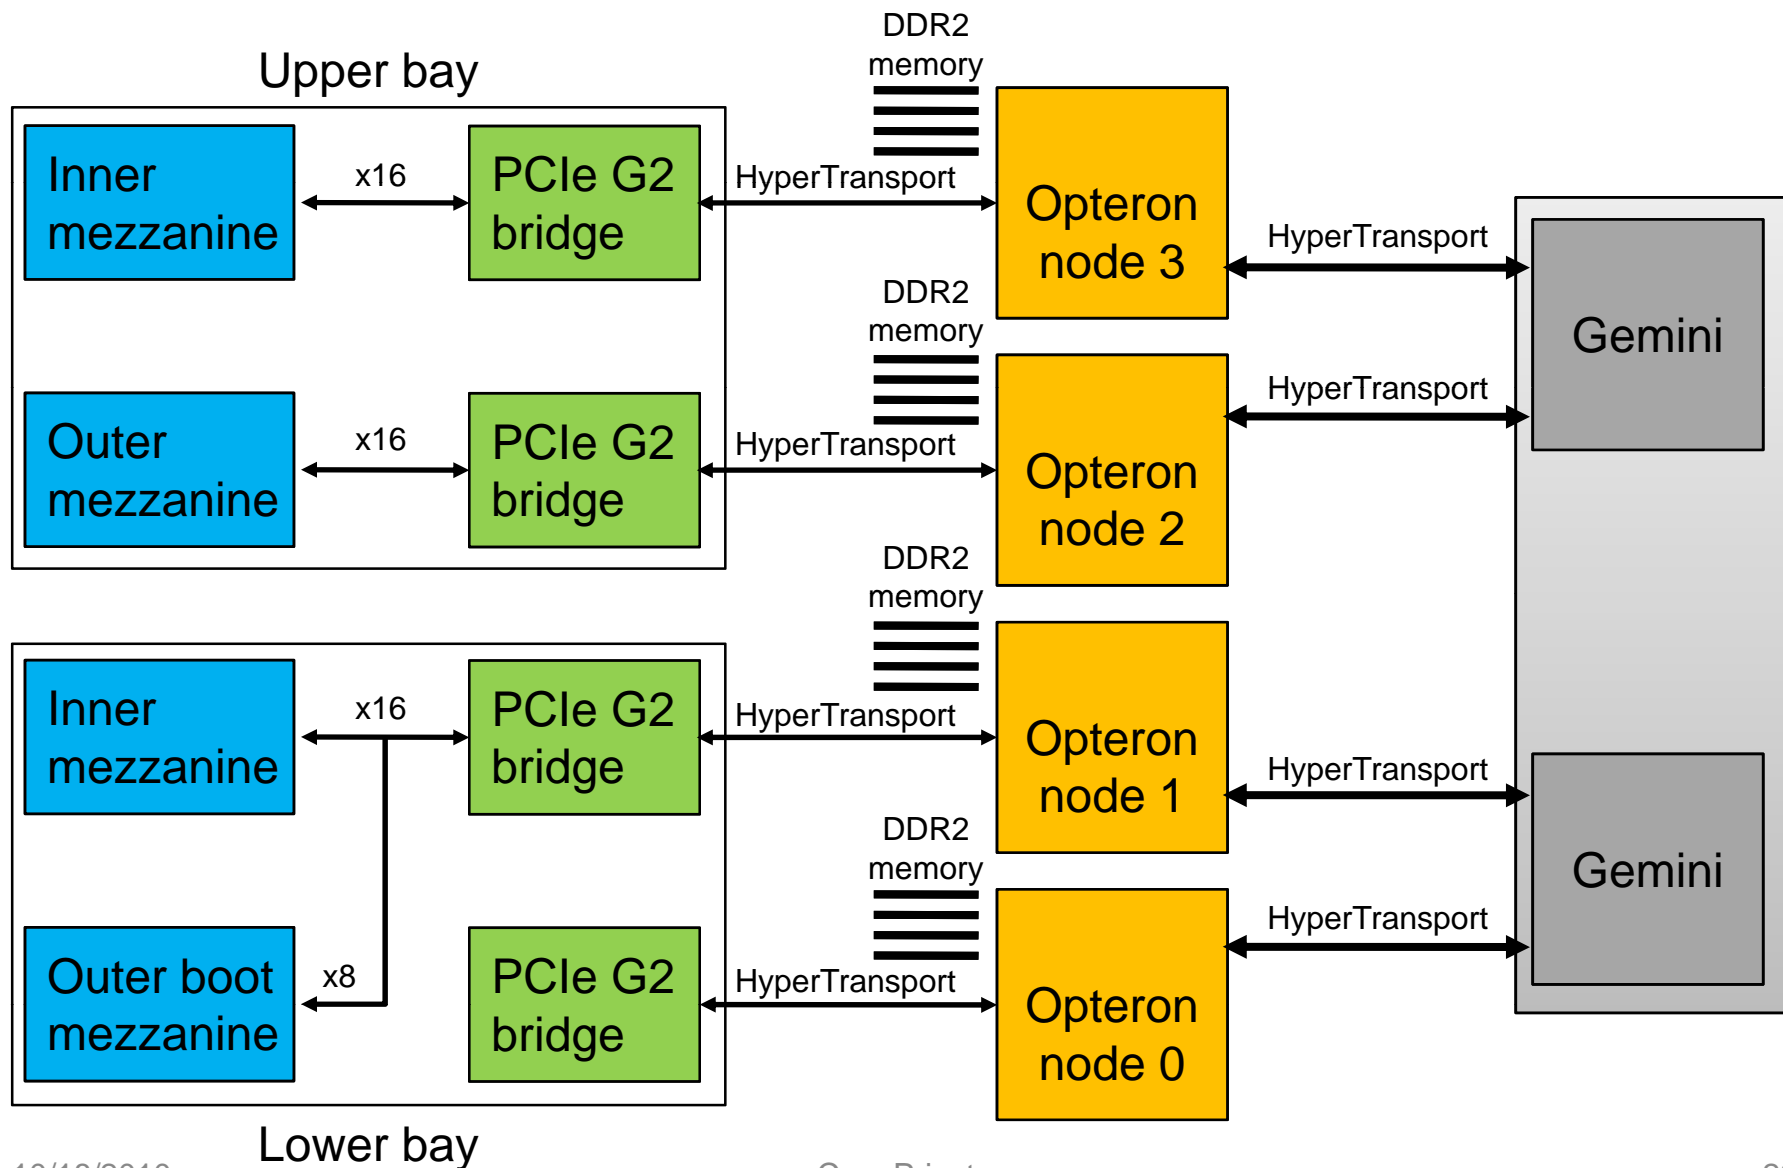 DDR2
memory
Upper bay
Inner
mezzanine
x16
PCIe G2
bridge
HyperTransport
Opteron
node 3
HyperTransport
Gemini
DDR2
memory
Outer
mezzanine
x16
PCIe G2
bridge
HyperTransport
Opteron
node 2
HyperTransport
DDR2
memory
Inner
mezzanine
x16
PCIe G2
bridge
HyperTransport
Opteron
node 1
HyperTransport
Gemini
DDR2
memory
Outer boot
mezzanine
x8
PCIe G2
bridge
HyperTransport
Opteron
node 0
HyperTransport
Lower bay